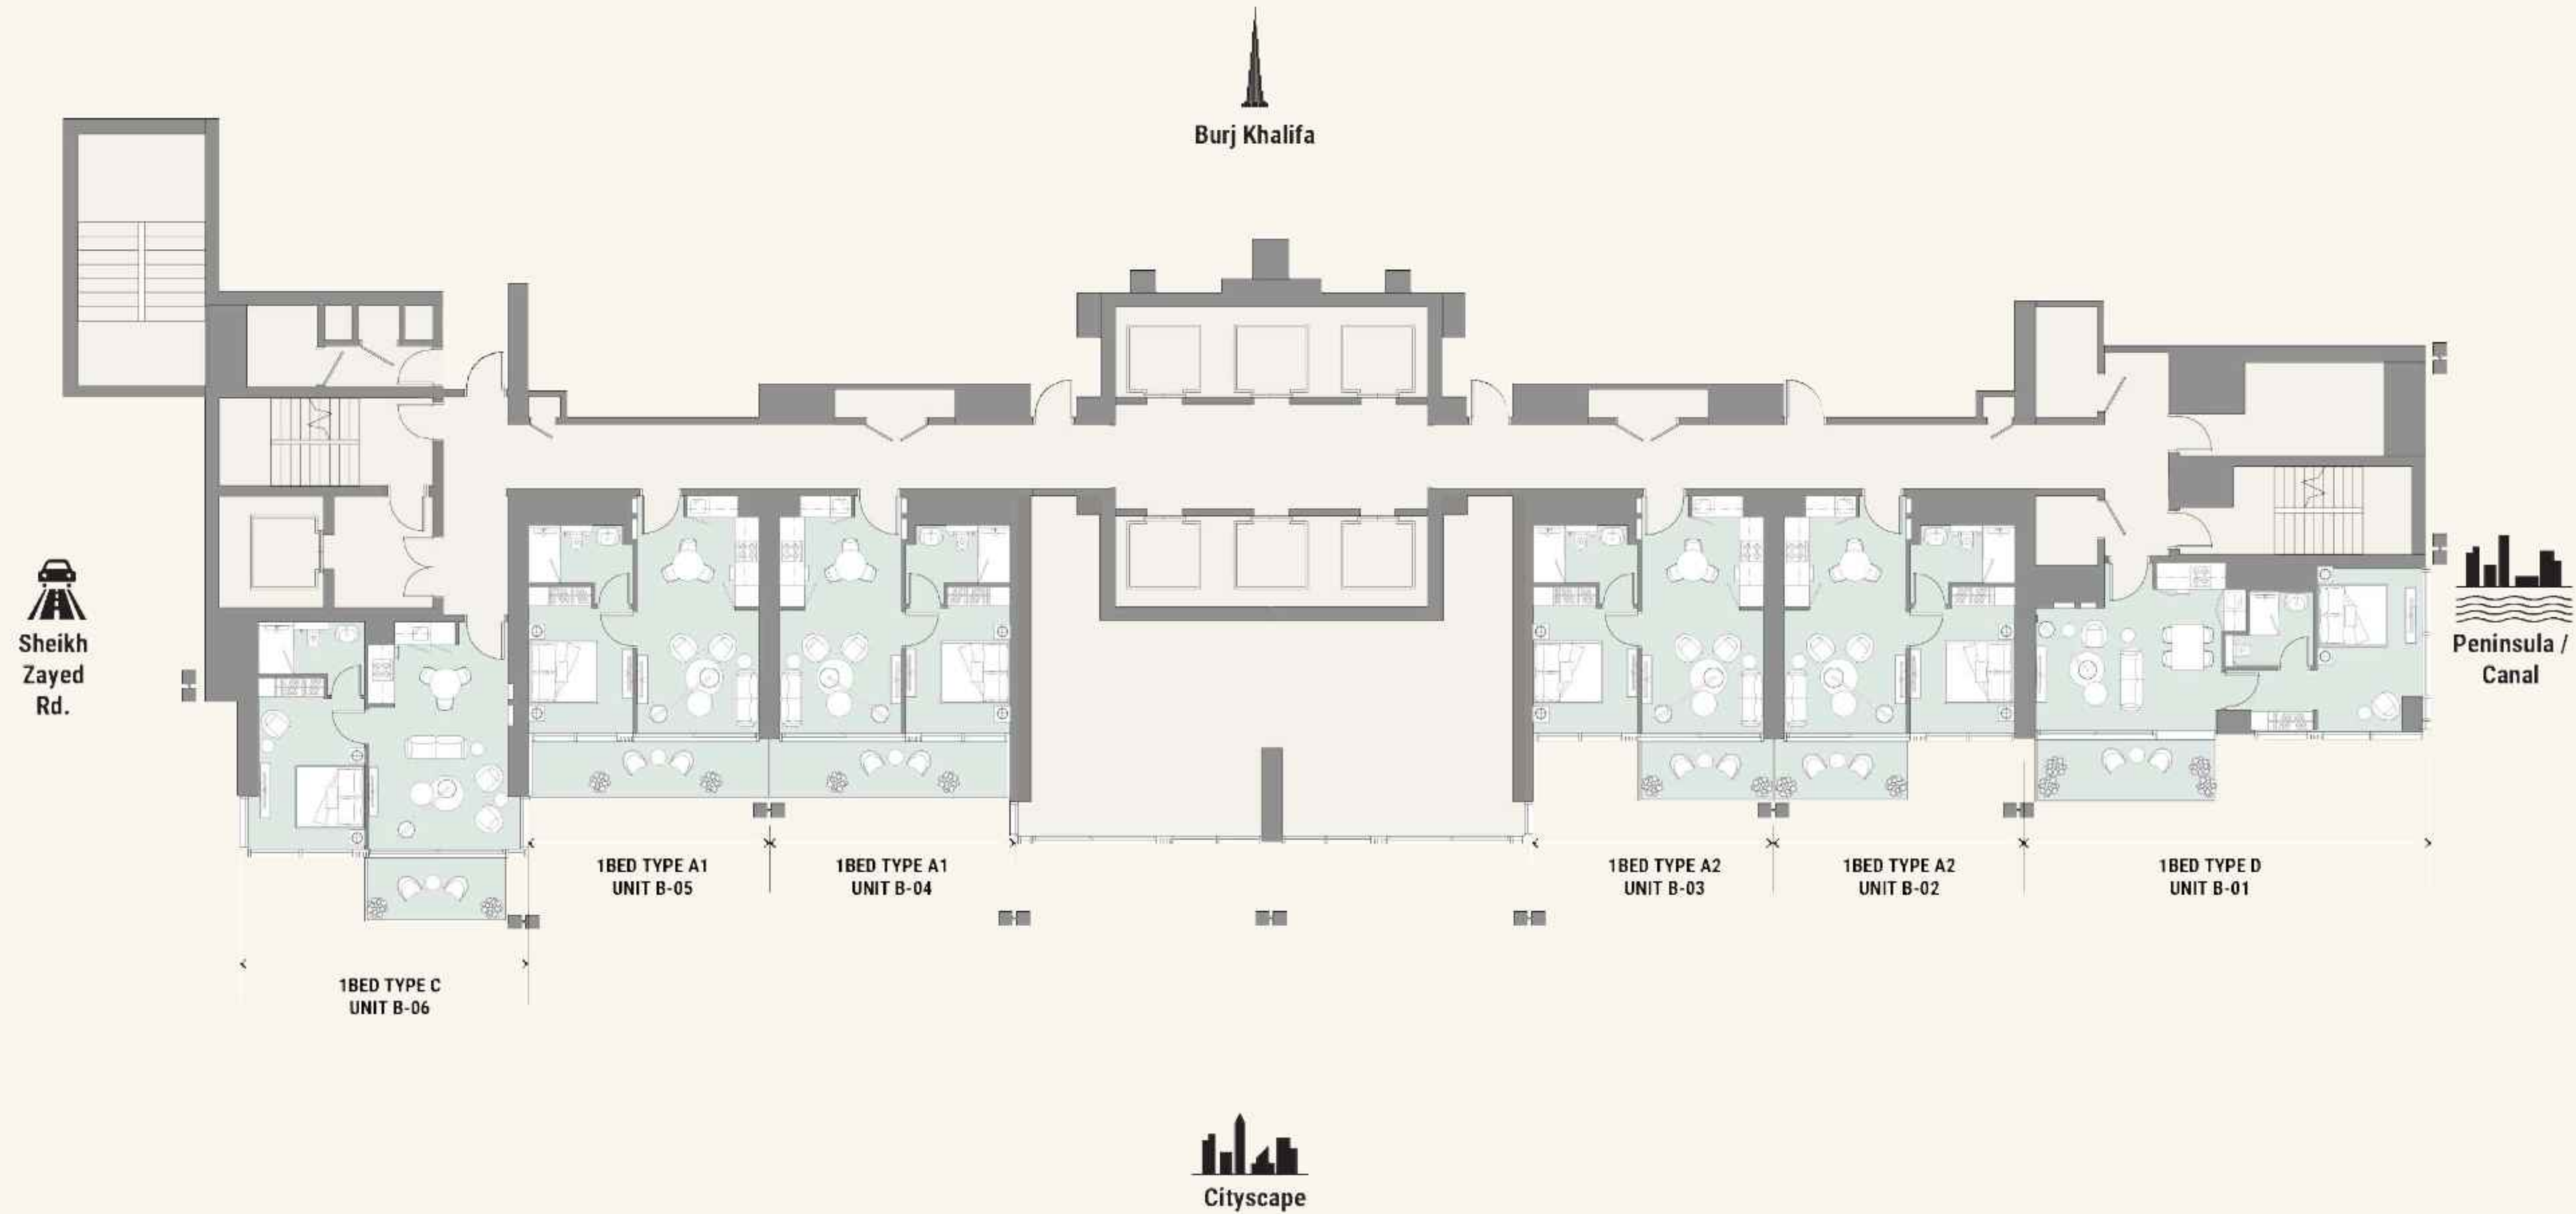 Burj Khalifa
Sheikh
Zayed
Rd.
Peninsula /
Canal
1BED TYPE A1
UNIT B-05
1BED TYPE A1
UNIT B-04
1BED TYPE A2
UNIT B-03
1BED TYPE A2
UNIT B-02
1BED TYPE D
UNIT B-01
1BED TYPE C
UNIT B-06
Cityscape